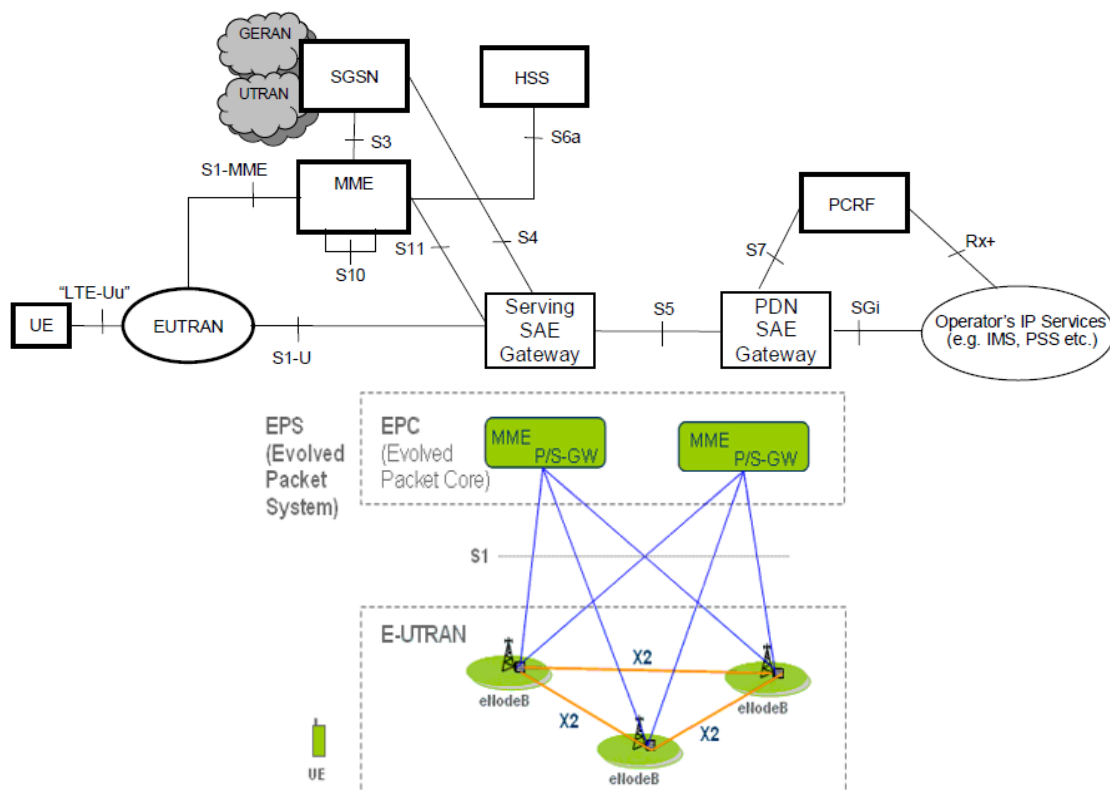 GERAN
SGSN
HSS
UTRAN
S3
S6a
S1-MME
MME
PCRF
S11
S4
S7
Rx+
S10
"LTE-Uu"
UE
EUTRAN
Serving
SAE
Gateway
S5
PDN
SAE
Gateway
SGi
Operator's IP Services
(e.g. IMS, PSS etc.)
S1-U
EPS
(Evolved
Packet
System)
EPC
(Evolved
Packet Core)
MME
P/S-GW
MME
P/S-GW
S1
E-UTRAN
X2
eNodeB
eNodeB
X2
X2
eNodeB
UE